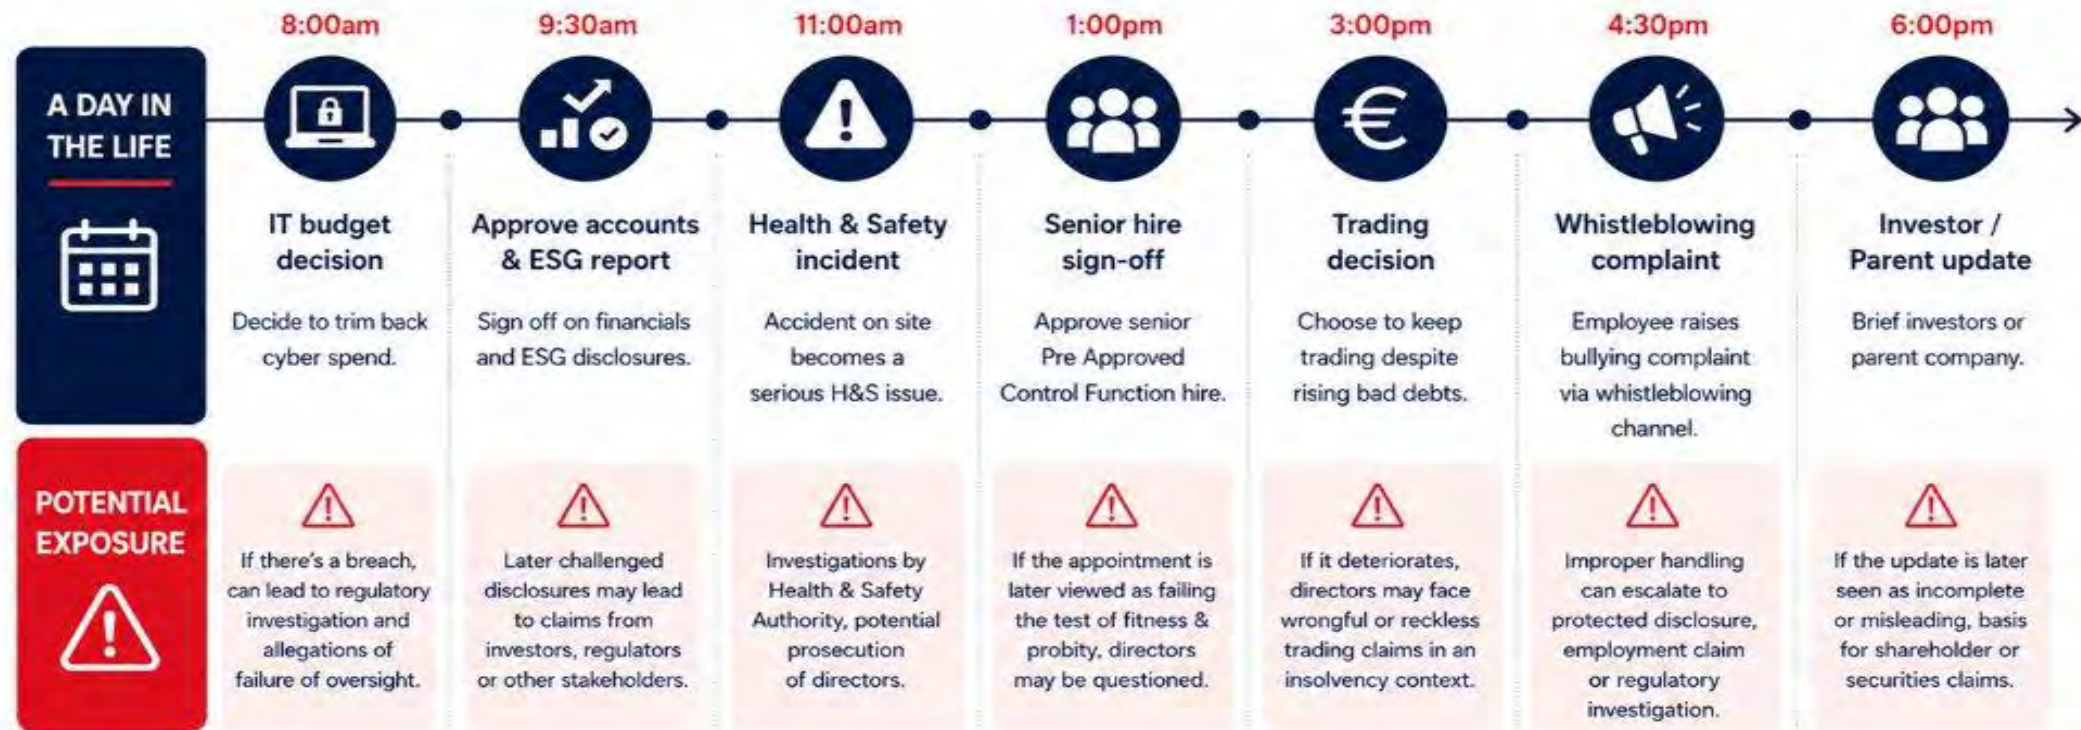 8:00am
9:30am
11:00am
1:00pm
3:00pm
4:30pm
6:00pm
A DAY IN
THE LIFE
IT budget
decision
Decide to trim back
cyber spend.
Approve accounts
& ESG report
Sign off on financials
and ESG disclosures.
Health & Safety
incident
Accident on site
becomes a
serious H&S issue.
Senior hire
sign-off
Approve senior
Pre Approved
Control Function hire.
Trading
decision
Choose to keep
trading despite
rising bad debts.
Whistleblowing
complaint
Employee raises
bullying complaint
via whistleblowing
channel.
Investor /
Parent update
Brief investors or
parent company.
POTENTIAL
EXPOSURE
If there's a breach,
can lead to regulatory
investigation and
allegations of
failure of oversight.
Later challenged
disclosures may lead
to claims from
investors, regulators
or other stakeholders.
Investigations by
Health & Safety
Authority, potential
prosecution
of directors.
If the appointment is
later viewed as failing
the test of fitness &
probity, directors
may be questioned.
If it deteriorates,
directors may face
wrongful or reckless
trading claims in an
insolvency context.
Improper handling
can escalate to
protected disclosure,
employment claim
or regulatory
investigation.
If the update is later
seen as incomplete
or misleading, basis
for shareholder or
securities claims.